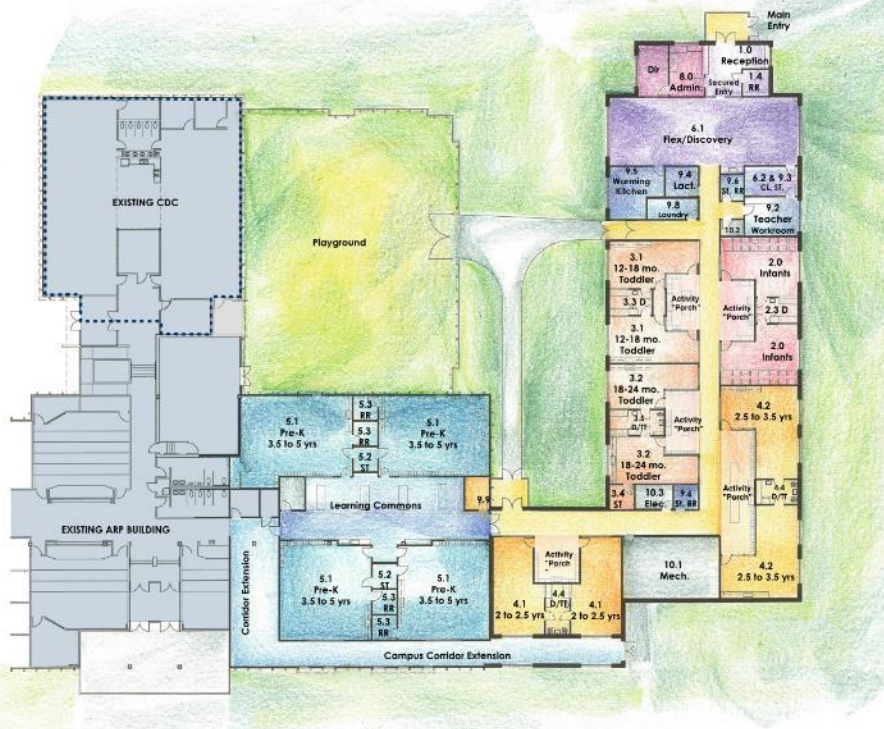 Main
Entry
1.0
Reception
Dir
8.0
Admin.
Secured
Entry
1.4
RR
6.1
Flex/Discovery
9.5
Warming
Kitchen
9.4
Lact.
9.6
St. RR
6.2 & 9.3
CL. ST.
9.8
Laundry
9.2
Teacher
Workroom
10.2
EXISTING CDC
Playground
3.1
12-18 mo.
Toddler
3.3 D
Activity
"Porch"
3.1
12-18 mo.
Toddler
2.0
Infants
Activity
"Porch"
2.3 D
2.0
Infants
3.2
18-24 mo.
Toddler
3.5
D/TT
Activity
"Porch"
3.2
18-24 mo.
Toddler
4.2
2.5 to 3.5 yrs
Activity
"Porch"
4.4
D/TT
4.2
2.5 to 3.5 yrs
3.4
ST
10.3
Elec.
9.6
St. RR
5.1
Pre-K
3.5 to 5 yrs
5.3
RR
5.3
RR
5.2
ST
5.1
Pre-K
3.5 to 5 yrs
Learning Commons
9.9
EXISTING ARP BUILDING
Corridor Extension
5.1
Pre-K
3.5 to 5 yrs
5.2
ST
5.3
RR
5.3
RR
5.1
Pre-K
3.5 to 5 yrs
Activity
"Porch
4.1
2 to 2.5 yrs
4.4
D/TT
4.1
2 to 2.5 yrs
10.1
Mech.
Campus Corridor Extension